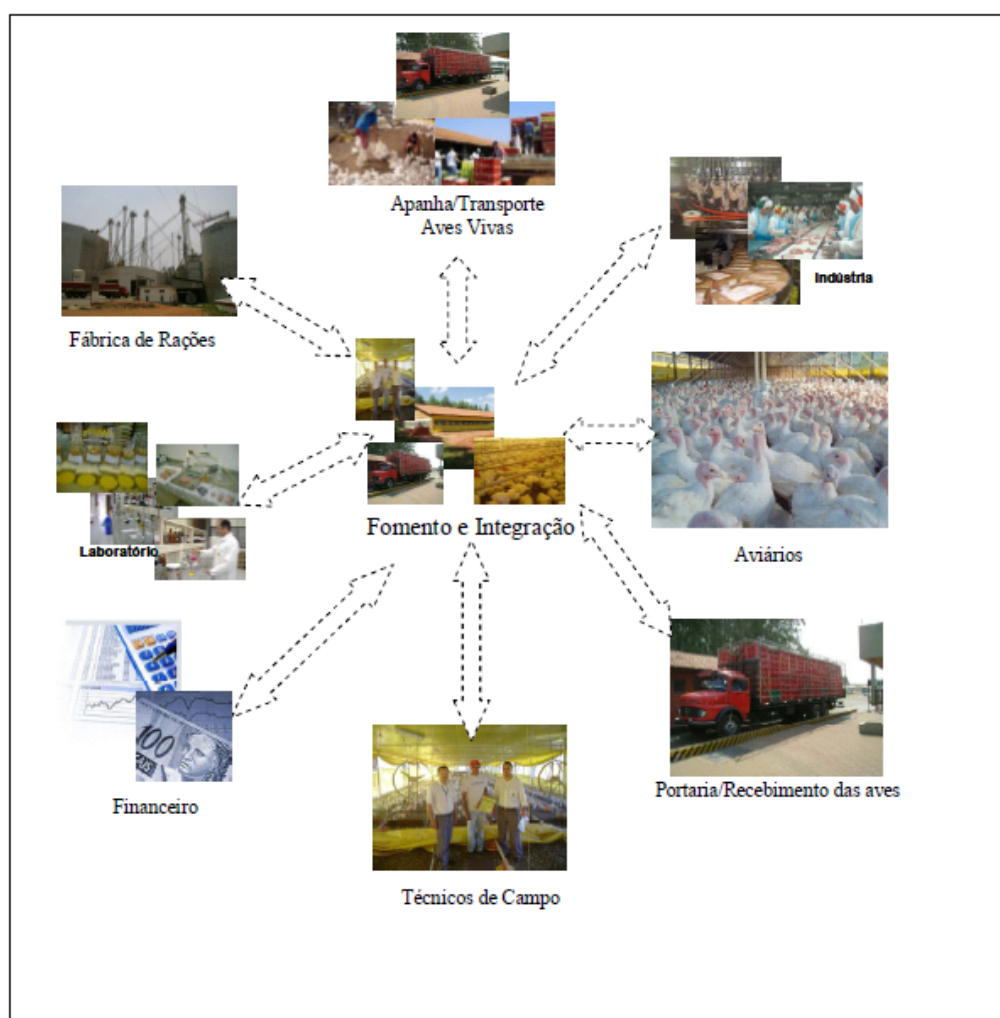 Apanha/Transporte
Aves Vivas
Indústria
Fábrica de Rações
Fomento e Integração
Aviários
Laboratório
Portaria/Recebimento das aves
Financeiro
100
Técnicos de Campo